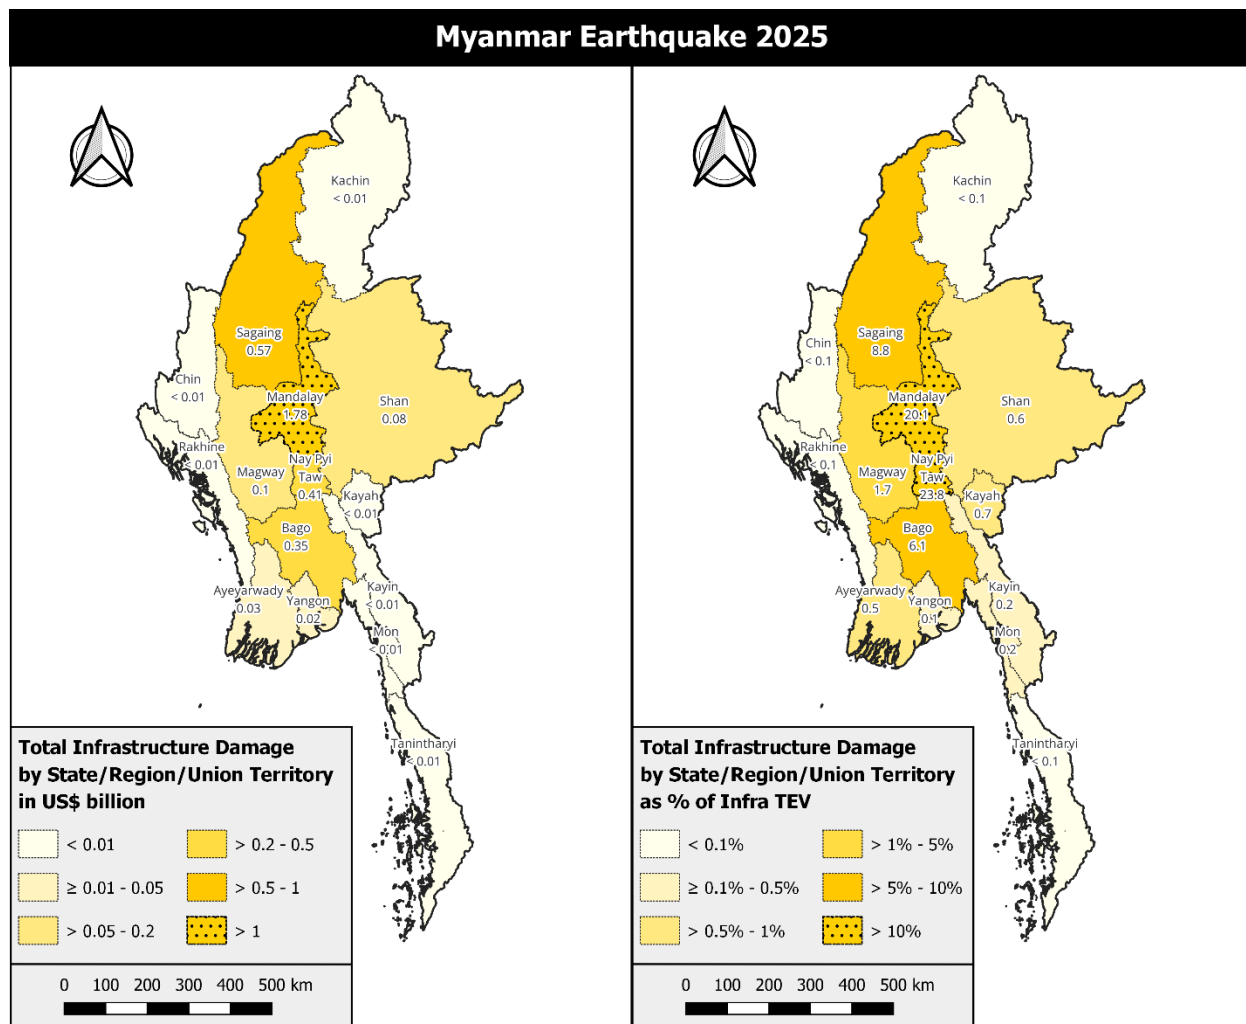 Myanmar Earthquake 2025
Kachin
< 0.01
Sagaing
0.57
Chin
< 0.01
Mandalay
1.78
Shan
0.08
Rakhine
< 0.01
Magway
0.1
Nay Pyi
Taw
0.41
Kayah
< 0.01
Bago
0.35
Ayeyarwady
0.03
Yangon
0.02
Kayin
< 0.01
Mon
< 0.01
Tanintharyi
< 0.01
Total Infrastructure Damage
by State/Region/Union Territory
in US$ billion
< 0.01
> 0.2 - 0.5
≥ 0.01 - 0.05
> 0.5 - 1
> 0.05 - 0.2
> 1
0 100 200 300 400 500 km
Kachin
< 0.1
Sagaing
8.8
Chin
< 0.1
Mandalay
20.1
Shan
0.6
Rakhine
< 0.1
Magway
1.7
Nay Pyi
Taw
23.8
Kayah
0.7
Bago
6.1
Ayeyarwady
0.5
Yangon
0.1
Kayin
0.2
Mon
0.2
Tanintharyi
< 0.1
Total Infrastructure Damage
by State/Region/Union Territory
as % of Infra TEV
< 0.1%
> 1% - 5%
≥ 0.1% - 0.5%
> 5% - 10%
> 0.5% - 1%
> 10%
0 100 200 300 400 500 km